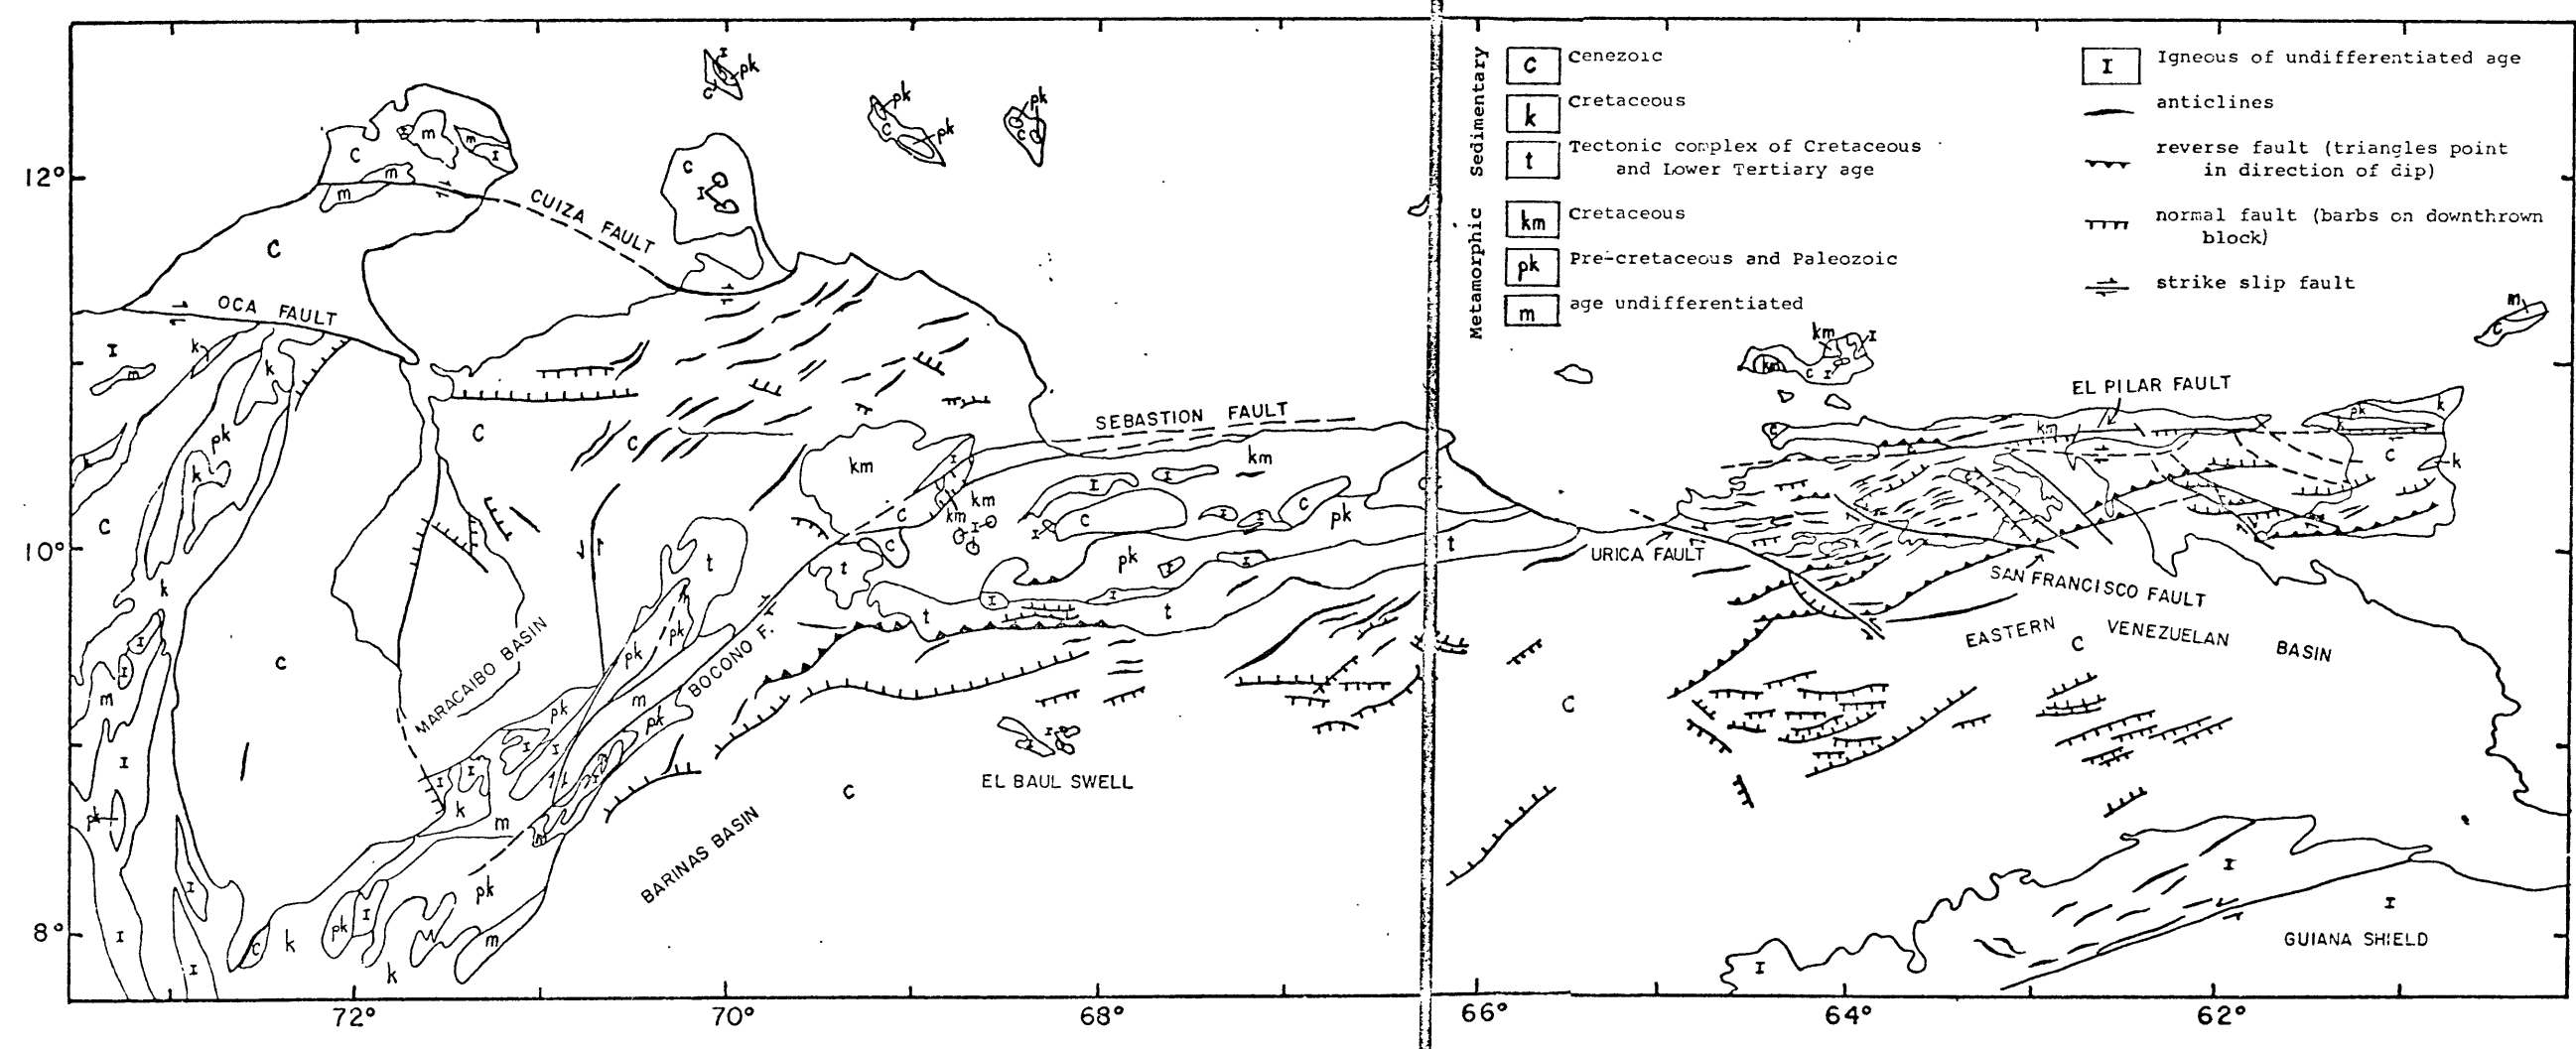 Sedimentary
C Cenezoic
k Cretaceous
t Tectonic complex of Cretaceous
and Lower Tertiary age
Metamorphic
km Cretaceous
pk Pre-cretaceous and Paleozoic
m age undifferentiated
I Igneous of undifferentiated age
anticlines
reverse fault (triangles point
in direction of dip)
normal fault (barbs on downthrown
block)
strike slip fault
12°
10°
8°
CUIZA FAULT
OCA FAULT
SEBASTION FAULT
EL PILAR FAULT
URICA FAULT
SAN FRANCISCO FAULT
EASTERN VENEZUELAN BASIN
MARACAIBO BASIN
BOCONO F.
EL BAUL SWELL
BARINAS BASIN
GUIANA SHIELD
72°
70°
68°
66°
64°
62°